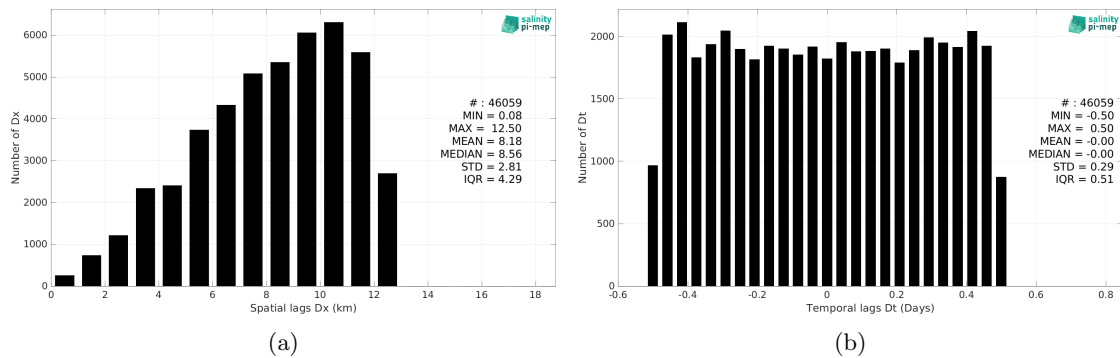 salinity
pi-mep
Number of Dx
6000
5000
4000
3000
2000
1000
0
# : 46059
MIN = 0.08
MAX = 12.50
MEAN = 8.18
MEDIAN = 8.56
STD = 2.81
IQR = 4.29
0 2 4 6 8 10 12 14 16 18
Spatial lags Dx (km)
(a)
salinity
pi-mep
Number of Dt
2000
1500
1000
500
0
# : 46059
MIN = -0.50
MAX = 0.50
MEAN = -0.00
MEDIAN = -0.00
STD = 0.29
IQR = 0.51
-0.6 -0.4 -0.2 0 0.2 0.4 0.6 0.8
Temporal lags Dt (Days)
(b)